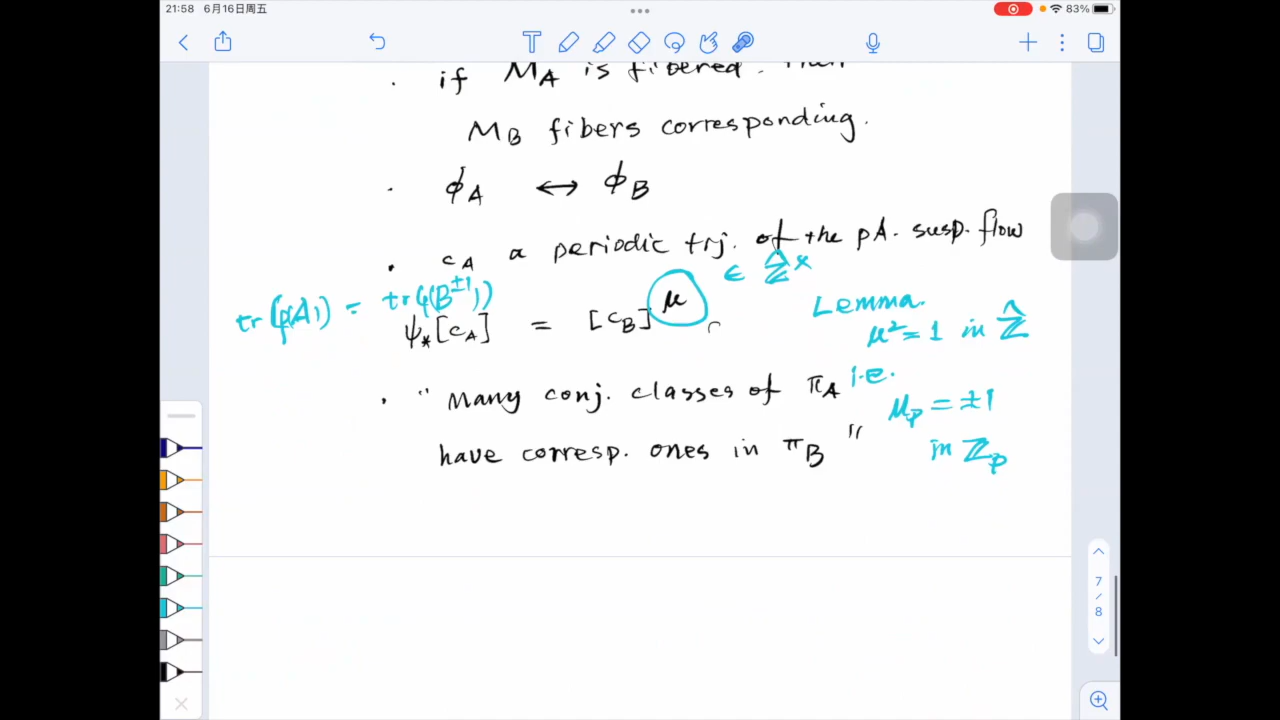 21:58 6月16日周五
83%
· if M_A is fibered. Then
M_B fibers corresponding.
· ϕ_A ↔ ϕ_B
· c_A a periodic trj. of the pA. susp. flow
∈ \hat{ℤ}^×
tr(φ(A)) = tr(φ(B^{±1}))
ψ_*[c_A] = [c_B]^μ
Lemma.
μ² = 1 in \hat{ℤ}
i.e.
μ_p = ±1
in ℤ_p
· "Many conj. classes of π_A
have corresp. ones in π_B"
7
/
8